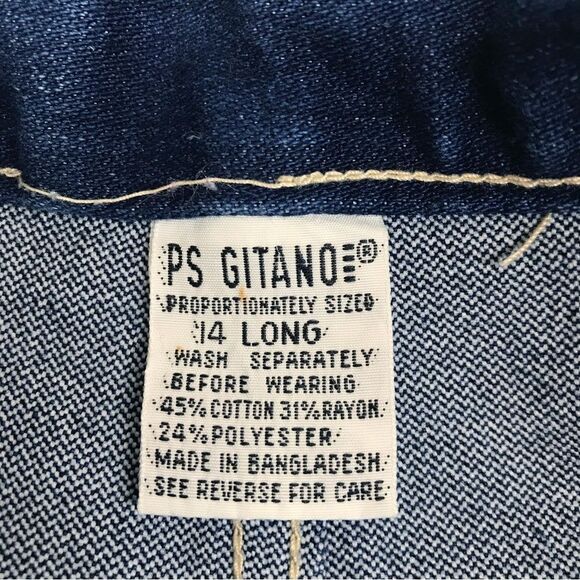 PS GITANO®
PROPORTIONATELY SIZED
14 LONG
WASH SEPARATELY
BEFORE WEARING
45% COTTON 31% RAYON
24% POLYESTER
MADE IN BANGLADESH
SEE REVERSE FOR CARE